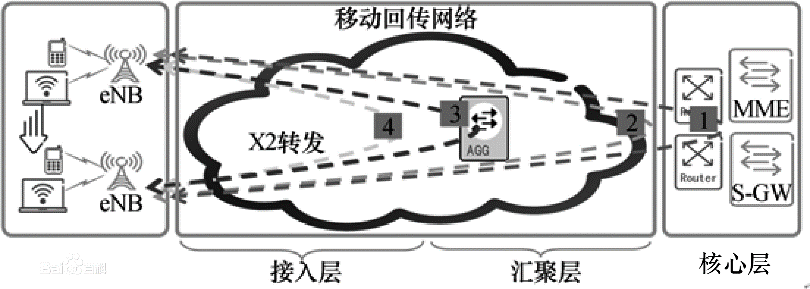 移动回传网络
eNB
X2转发
4
3
AGG
2
1
MME
Router
S-GW
eNB
接入层
汇聚层
核心层